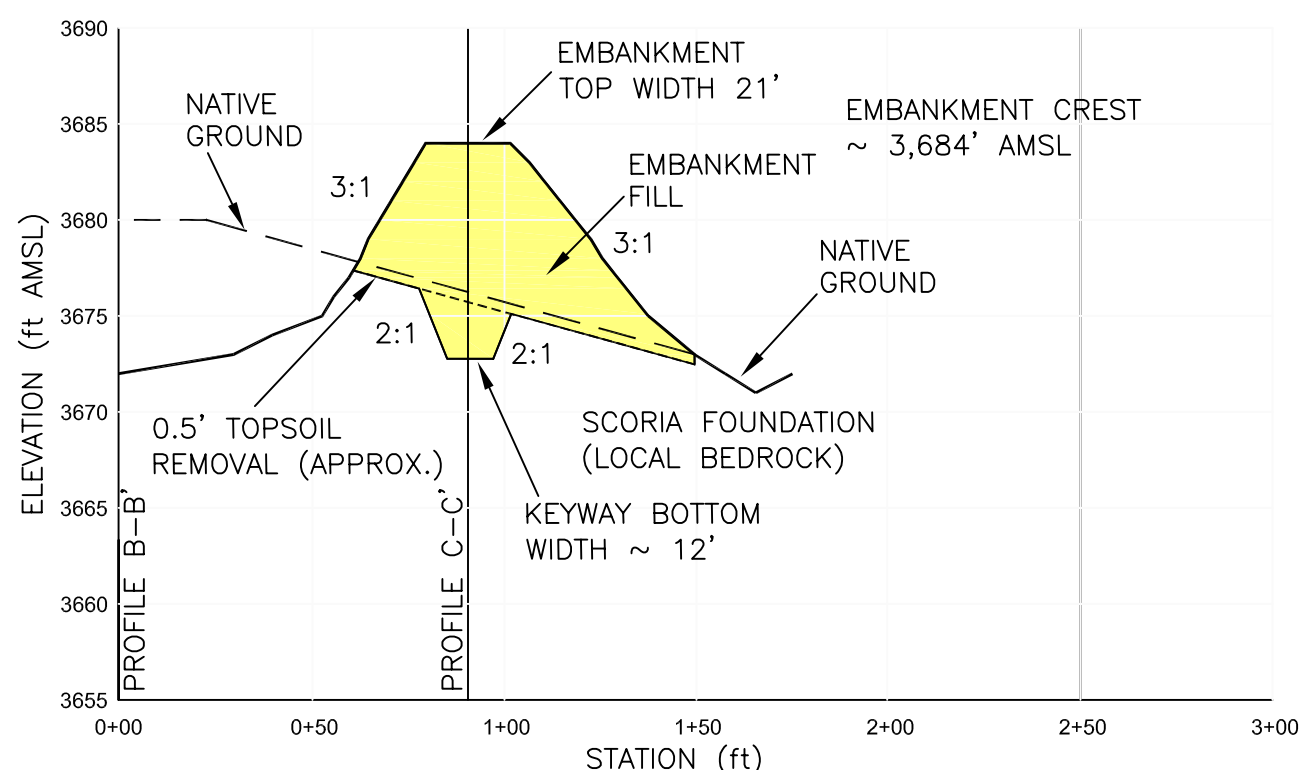 3690
3685
3680
3675
3670
3665
3660
3655
ELEVATION (ft AMSL)
0+00
0+50
1+00
1+50
2+00
2+50
3+00
STATION (ft)
EMBANKMENT
TOP WIDTH 21'
NATIVE
GROUND
EMBANKMENT CREST
~ 3,684' AMSL
3:1
EMBANKMENT
FILL
3:1
NATIVE
GROUND
2:1
2:1
0.5' TOPSOIL
REMOVAL (APPROX.)
SCORIA FOUNDATION
(LOCAL BEDROCK)
KEYWAY BOTTOM
WIDTH ~ 12'
PROFILE B-B'
PROFILE C-C'